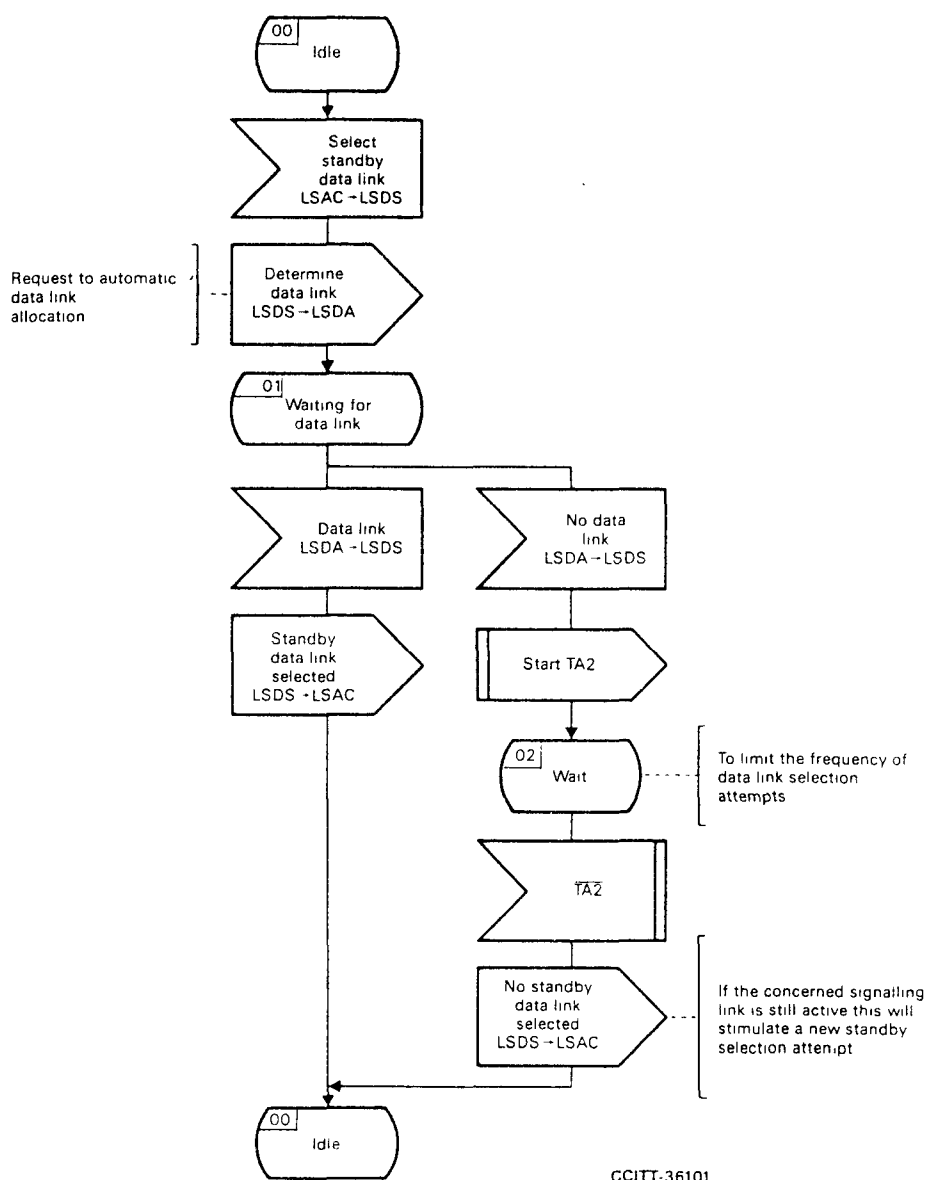 00
Idle
Select
standby
data link
LSAC→LSDS
Request to automatic
data link
allocation
Determine
data link
LSDS→LSDA
01
Waiting for
data link
Data link
LSDA→LSDS
No data
link
LSDA→LSDS
Standby
data link
selected
LSDS→LSAC
Start TA2
02
Wait
To limit the frequency of
data link selection
attempts
T̅A̅2̅
No standby
data link
selected
LSDS→LSAC
If the concerned signalling
link is still active this will
stimulate a new standby
selection attempt
00
Idle
CCITT-36101